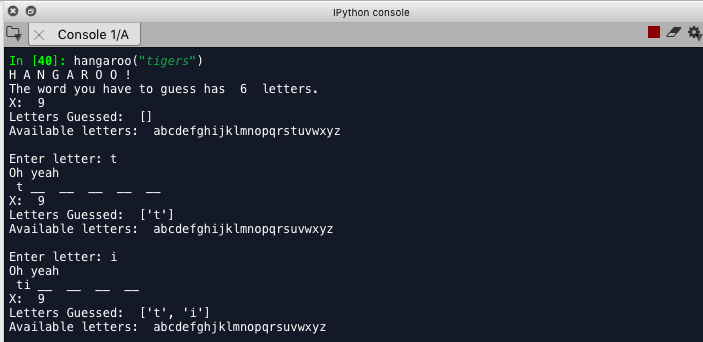 IPython console
Console 1/A
In [40]: hangaroo("tigers")
H A N G A R O O !
The word you have to guess has  6  letters.
X:  9
Letters Guessed:  []
Available letters:  abcdefghijklmnopqrstuvwxyz
Enter letter: t
Oh yeah
 t __  __  __  __  __
X:  9
Letters Guessed:  ['t']
Available letters:  abcdefghijklmnopqrsuvwxyz
Enter letter: i
Oh yeah
 ti __  __  __  __
X:  9
Letters Guessed:  ['t', 'i']
Available letters:  abcdefghjklmnopqrsuvwxyz